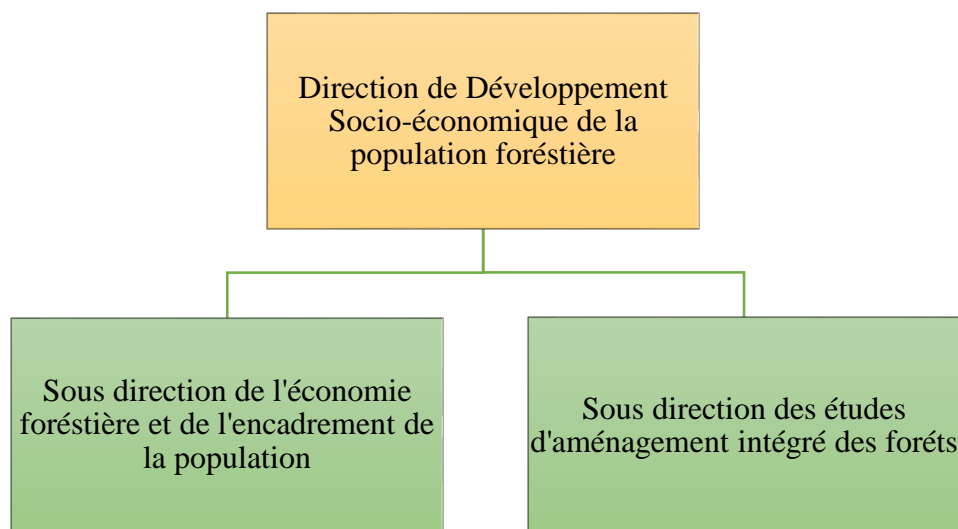 Direction de Développement
Socio-économique de la
population foréstière
Sous direction de l'économie
foréstière et de l'encadrement de
la population
Sous direction des études
d'aménagement intégré des foréts